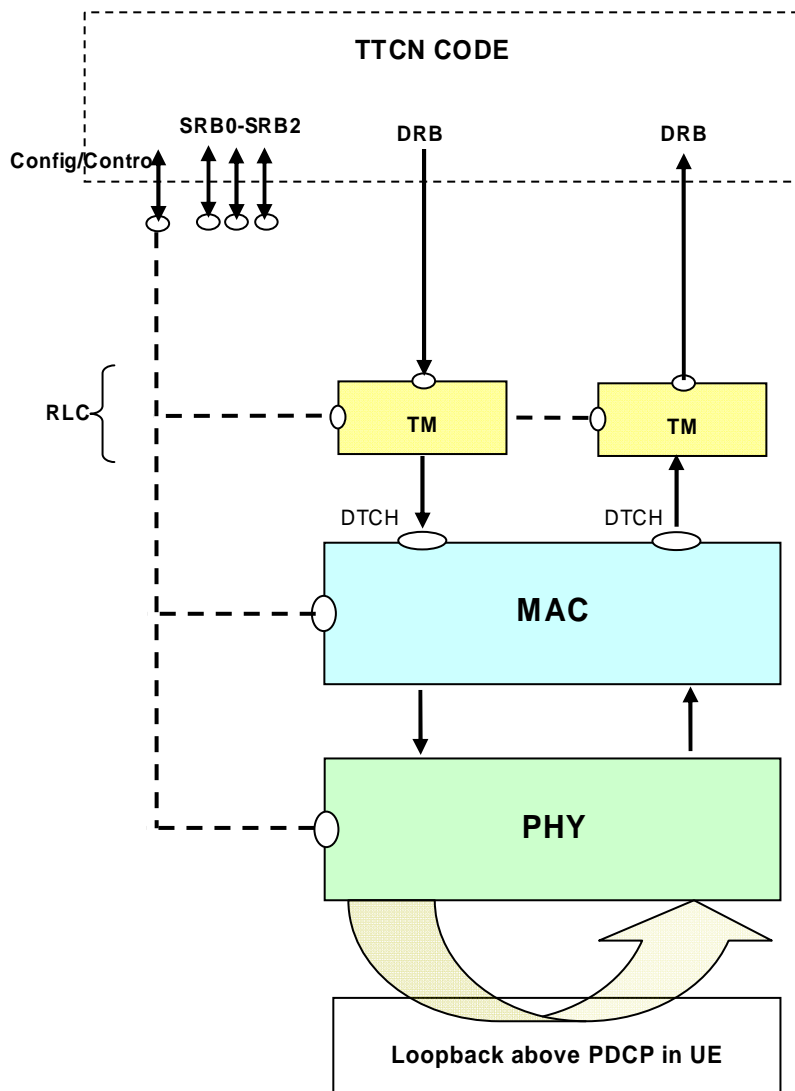 TTCN CODE
SRB0-SRB2
DRB
DRB
Config/Contro
RLC
TM
TM
DTCH
DTCH
MAC
PHY
Loopback above PDCP in UE